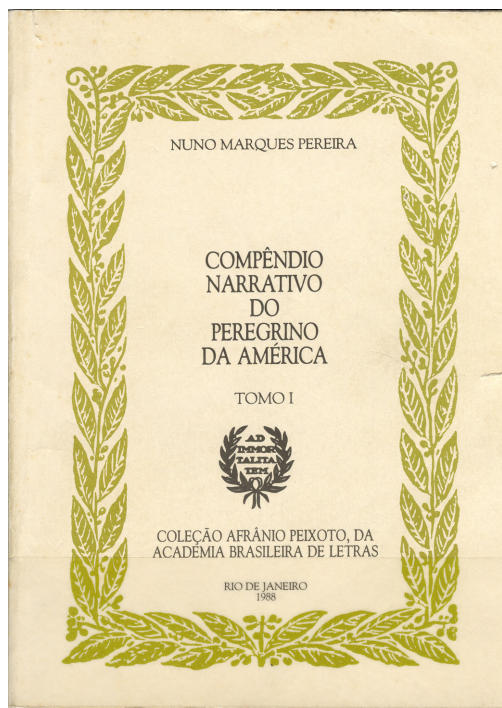 NUNO MARQUES PEREIRA
COMPÊNDIO
NARRATIVO
DO
PEREGRINO
DA AMÉRICA
TOMO I
AD
IMMOR
TALITA
TEM
COLEÇÃO AFRÂNIO PEIXOTO, DA
ACADEMIA BRASILEIRA DE LETRAS
RIO DE JANEIRO
1988